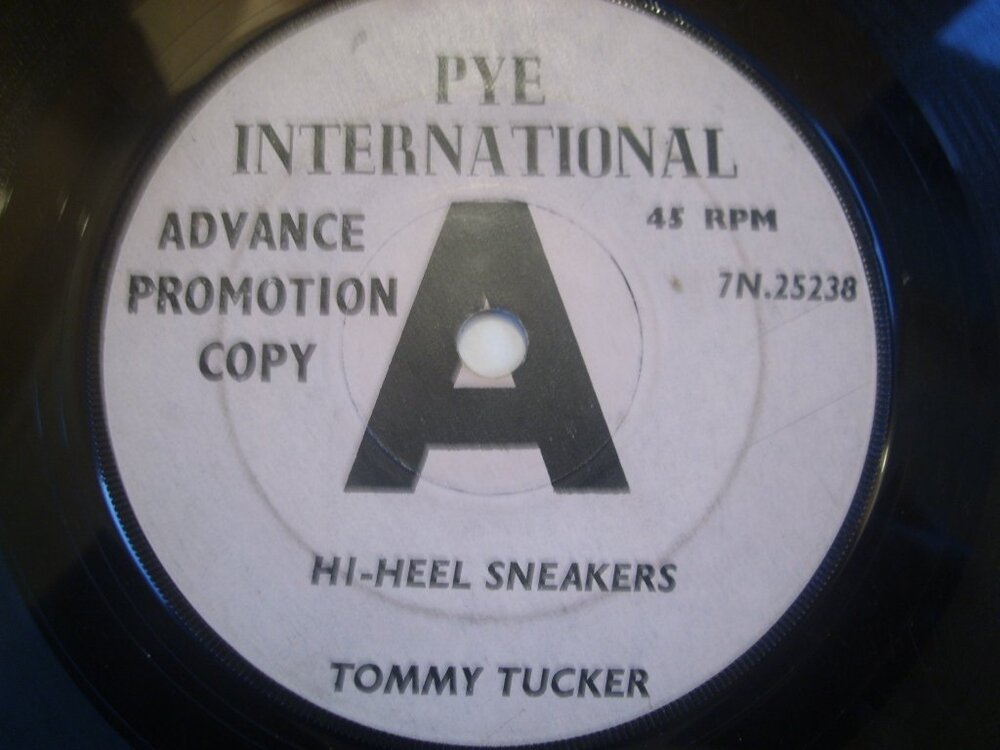 PYE
INTERNATIONAL
ADVANCE
PROMOTION
COPY
A
45 RPM
7N.25238
HI-HEEL SNEAKERS
TOMMY TUCKER